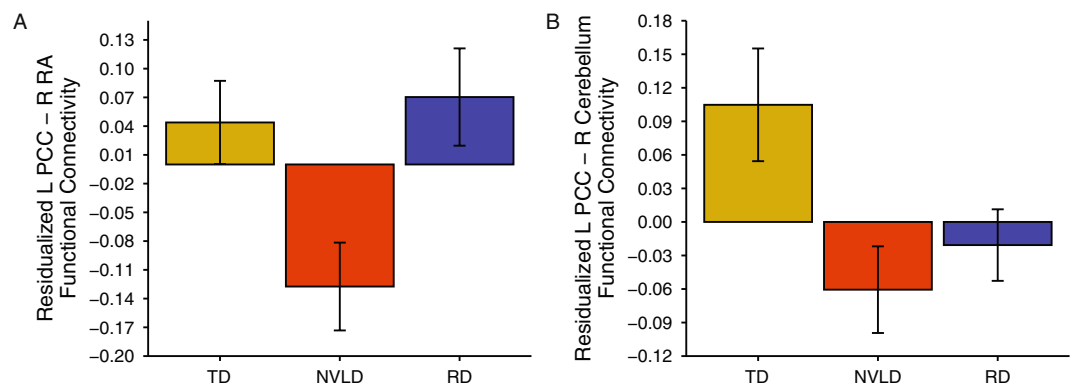 A
Residualized L PCC – R RA
Functional Connectivity
0.13
0.10
0.07
0.04
0.01
−0.02
−0.05
−0.08
−0.11
−0.14
−0.17
−0.20
TD NVLD RD
B
Residualized L PCC – R Cerebellum
Functional Connectivity
0.18
0.15
0.12
0.09
0.06
0.03
0.00
−0.03
−0.06
−0.09
−0.12
TD NVLD RD